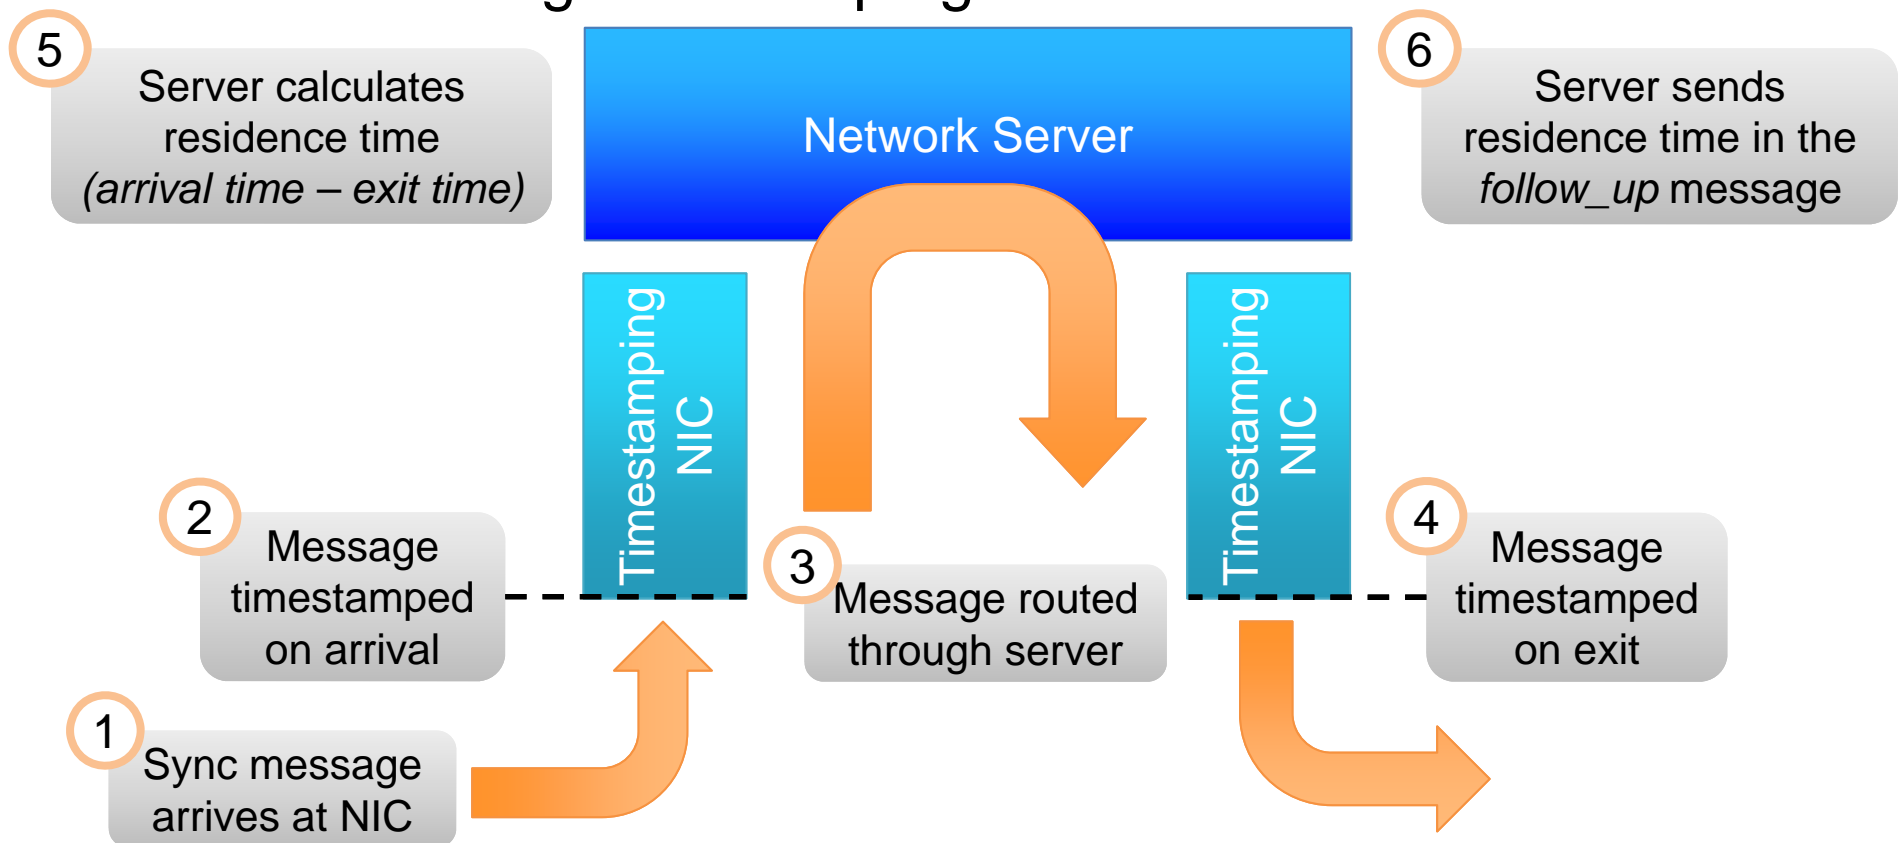 5
Server calculates
residence time
(arrival time – exit time)
Network Server
6
Server sends
residence time in the
follow_up message
Timestamping
NIC
Timestamping
NIC
2
Message
timestamped
on arrival
3
Message routed
through server
4
Message
timestamped
on exit
1
Sync message
arrives at NIC